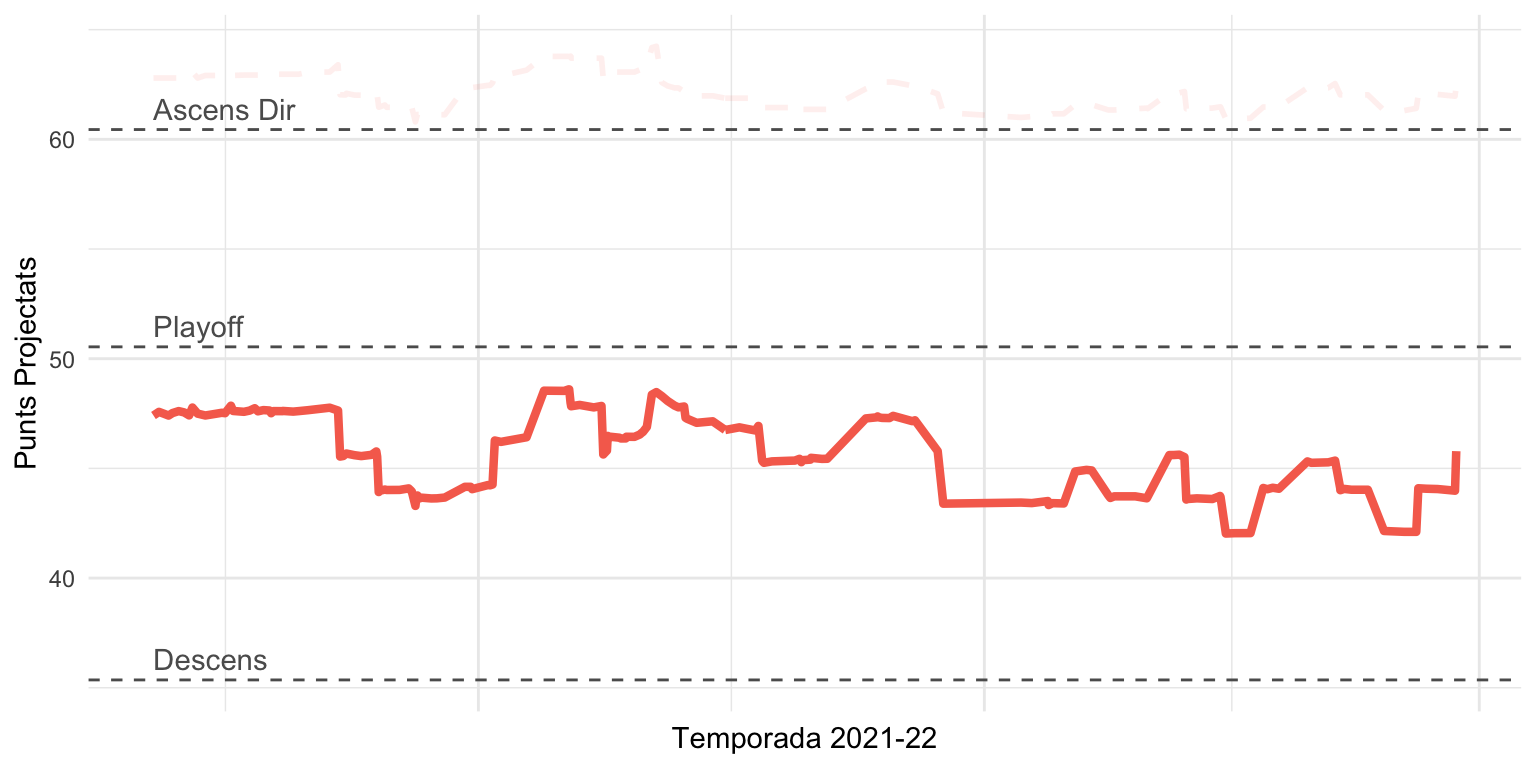 Ascens Dir
60
Playoff
50
Punts Projectats
40
Descens
Temporada 2021-22